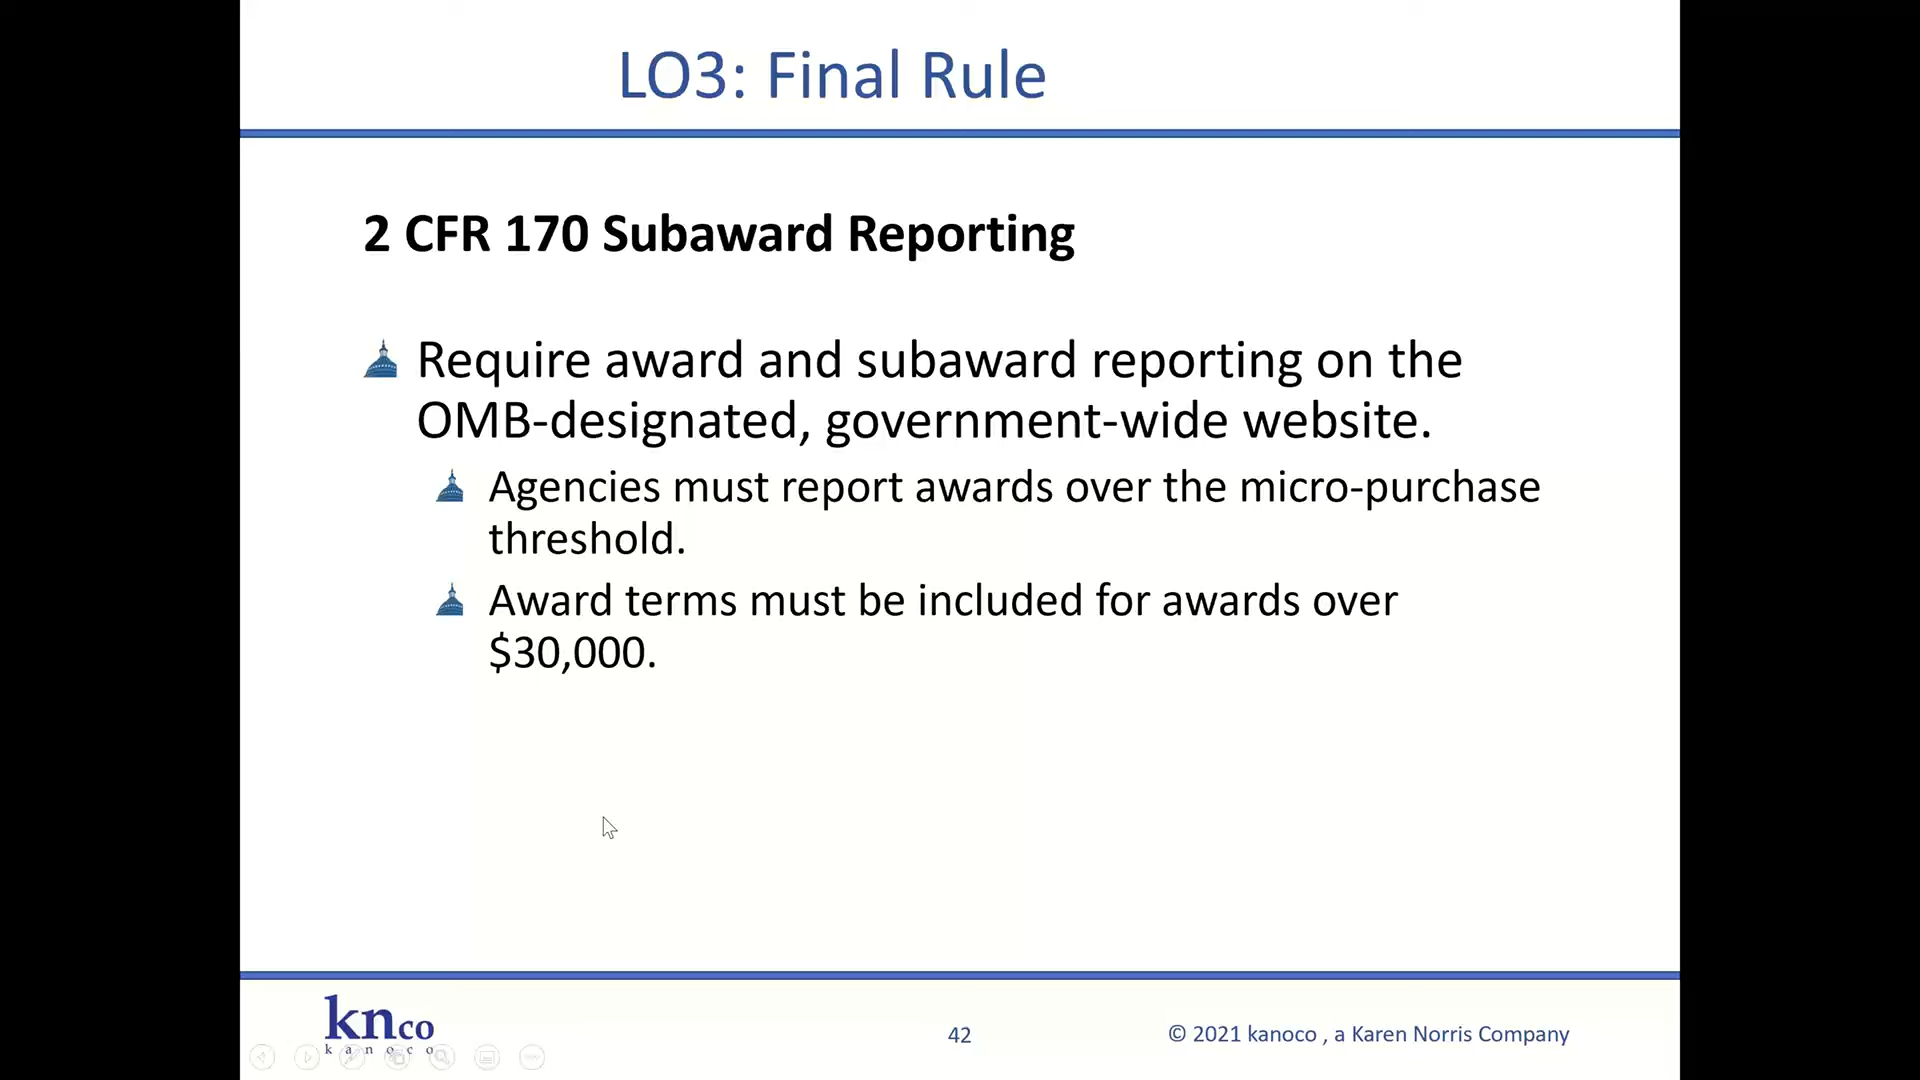 LO3: Final Rule
2 CFR 170 Subaward Reporting
Require award and subaward reporting on the
OMB-designated, government-wide website.
Agencies must report awards over the micro-purchase
threshold.
Award terms must be included for awards over
$30,000.
knco
kanoco
42
© 2021 kanoco , a Karen Norris Company